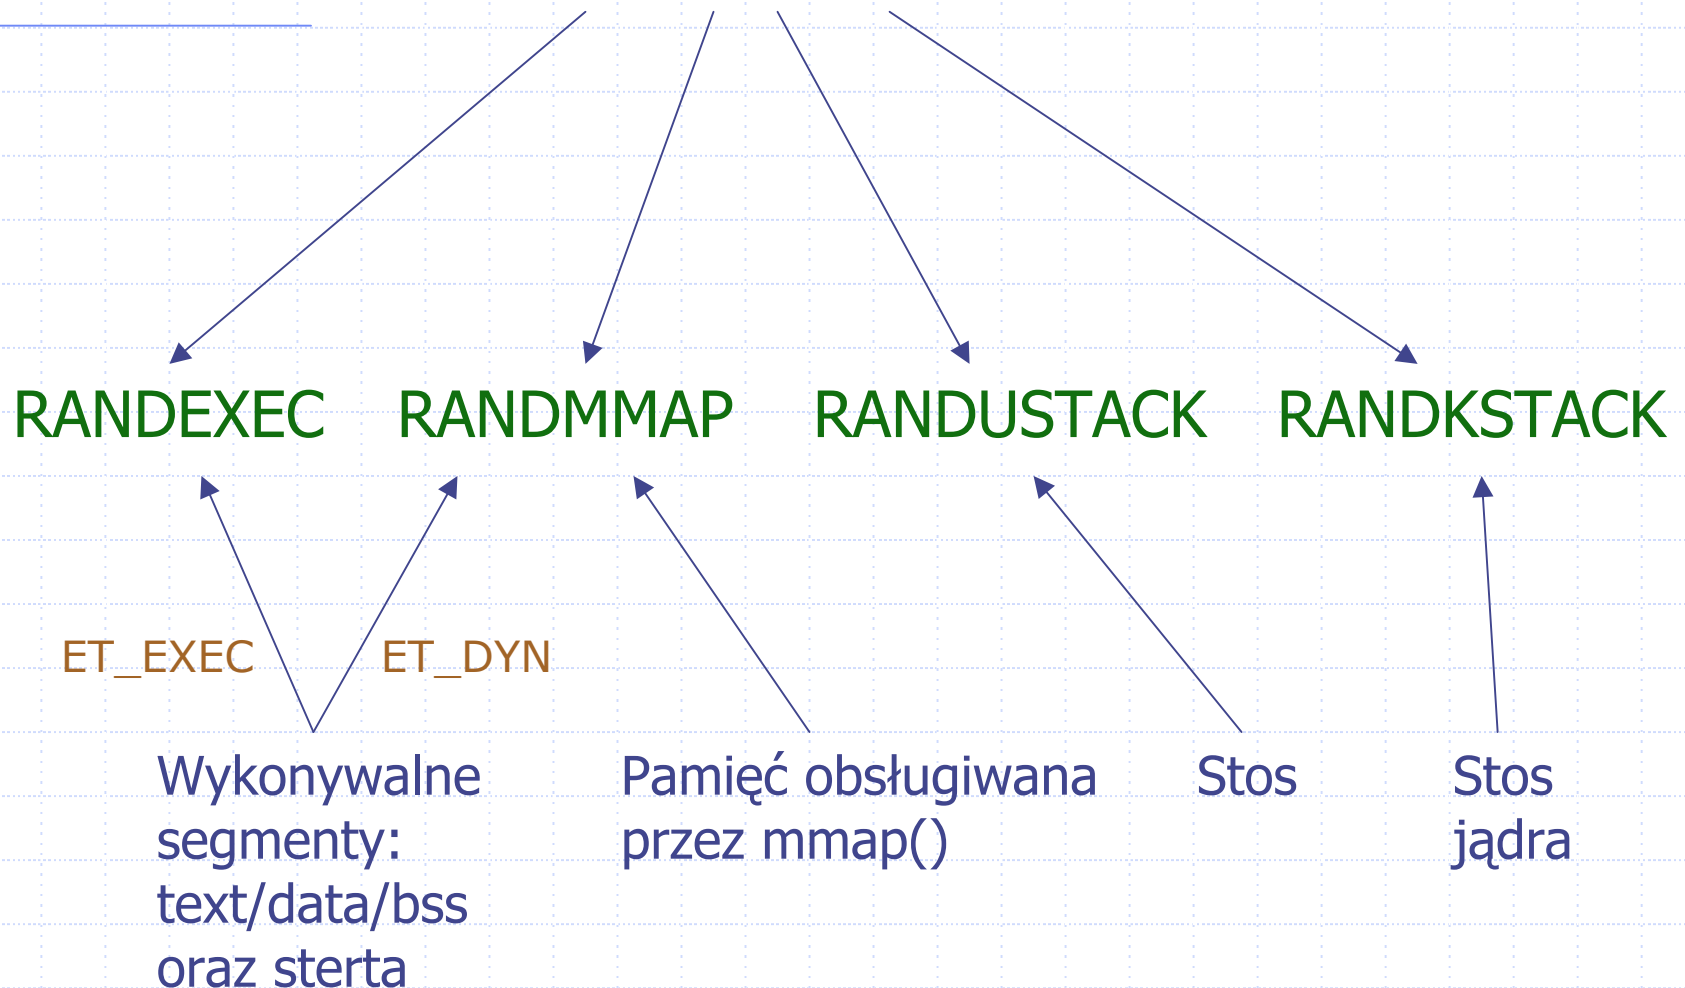 RANDEXEC RANDMMAP RANDUSTACK RANDKSTACK
ET_EXEC ET_DYN
Wykonywalne
segmenty:
text/data/bss
oraz sterta
Pamięć obsługiwana
przez mmap()
Stos
Stos
jądra